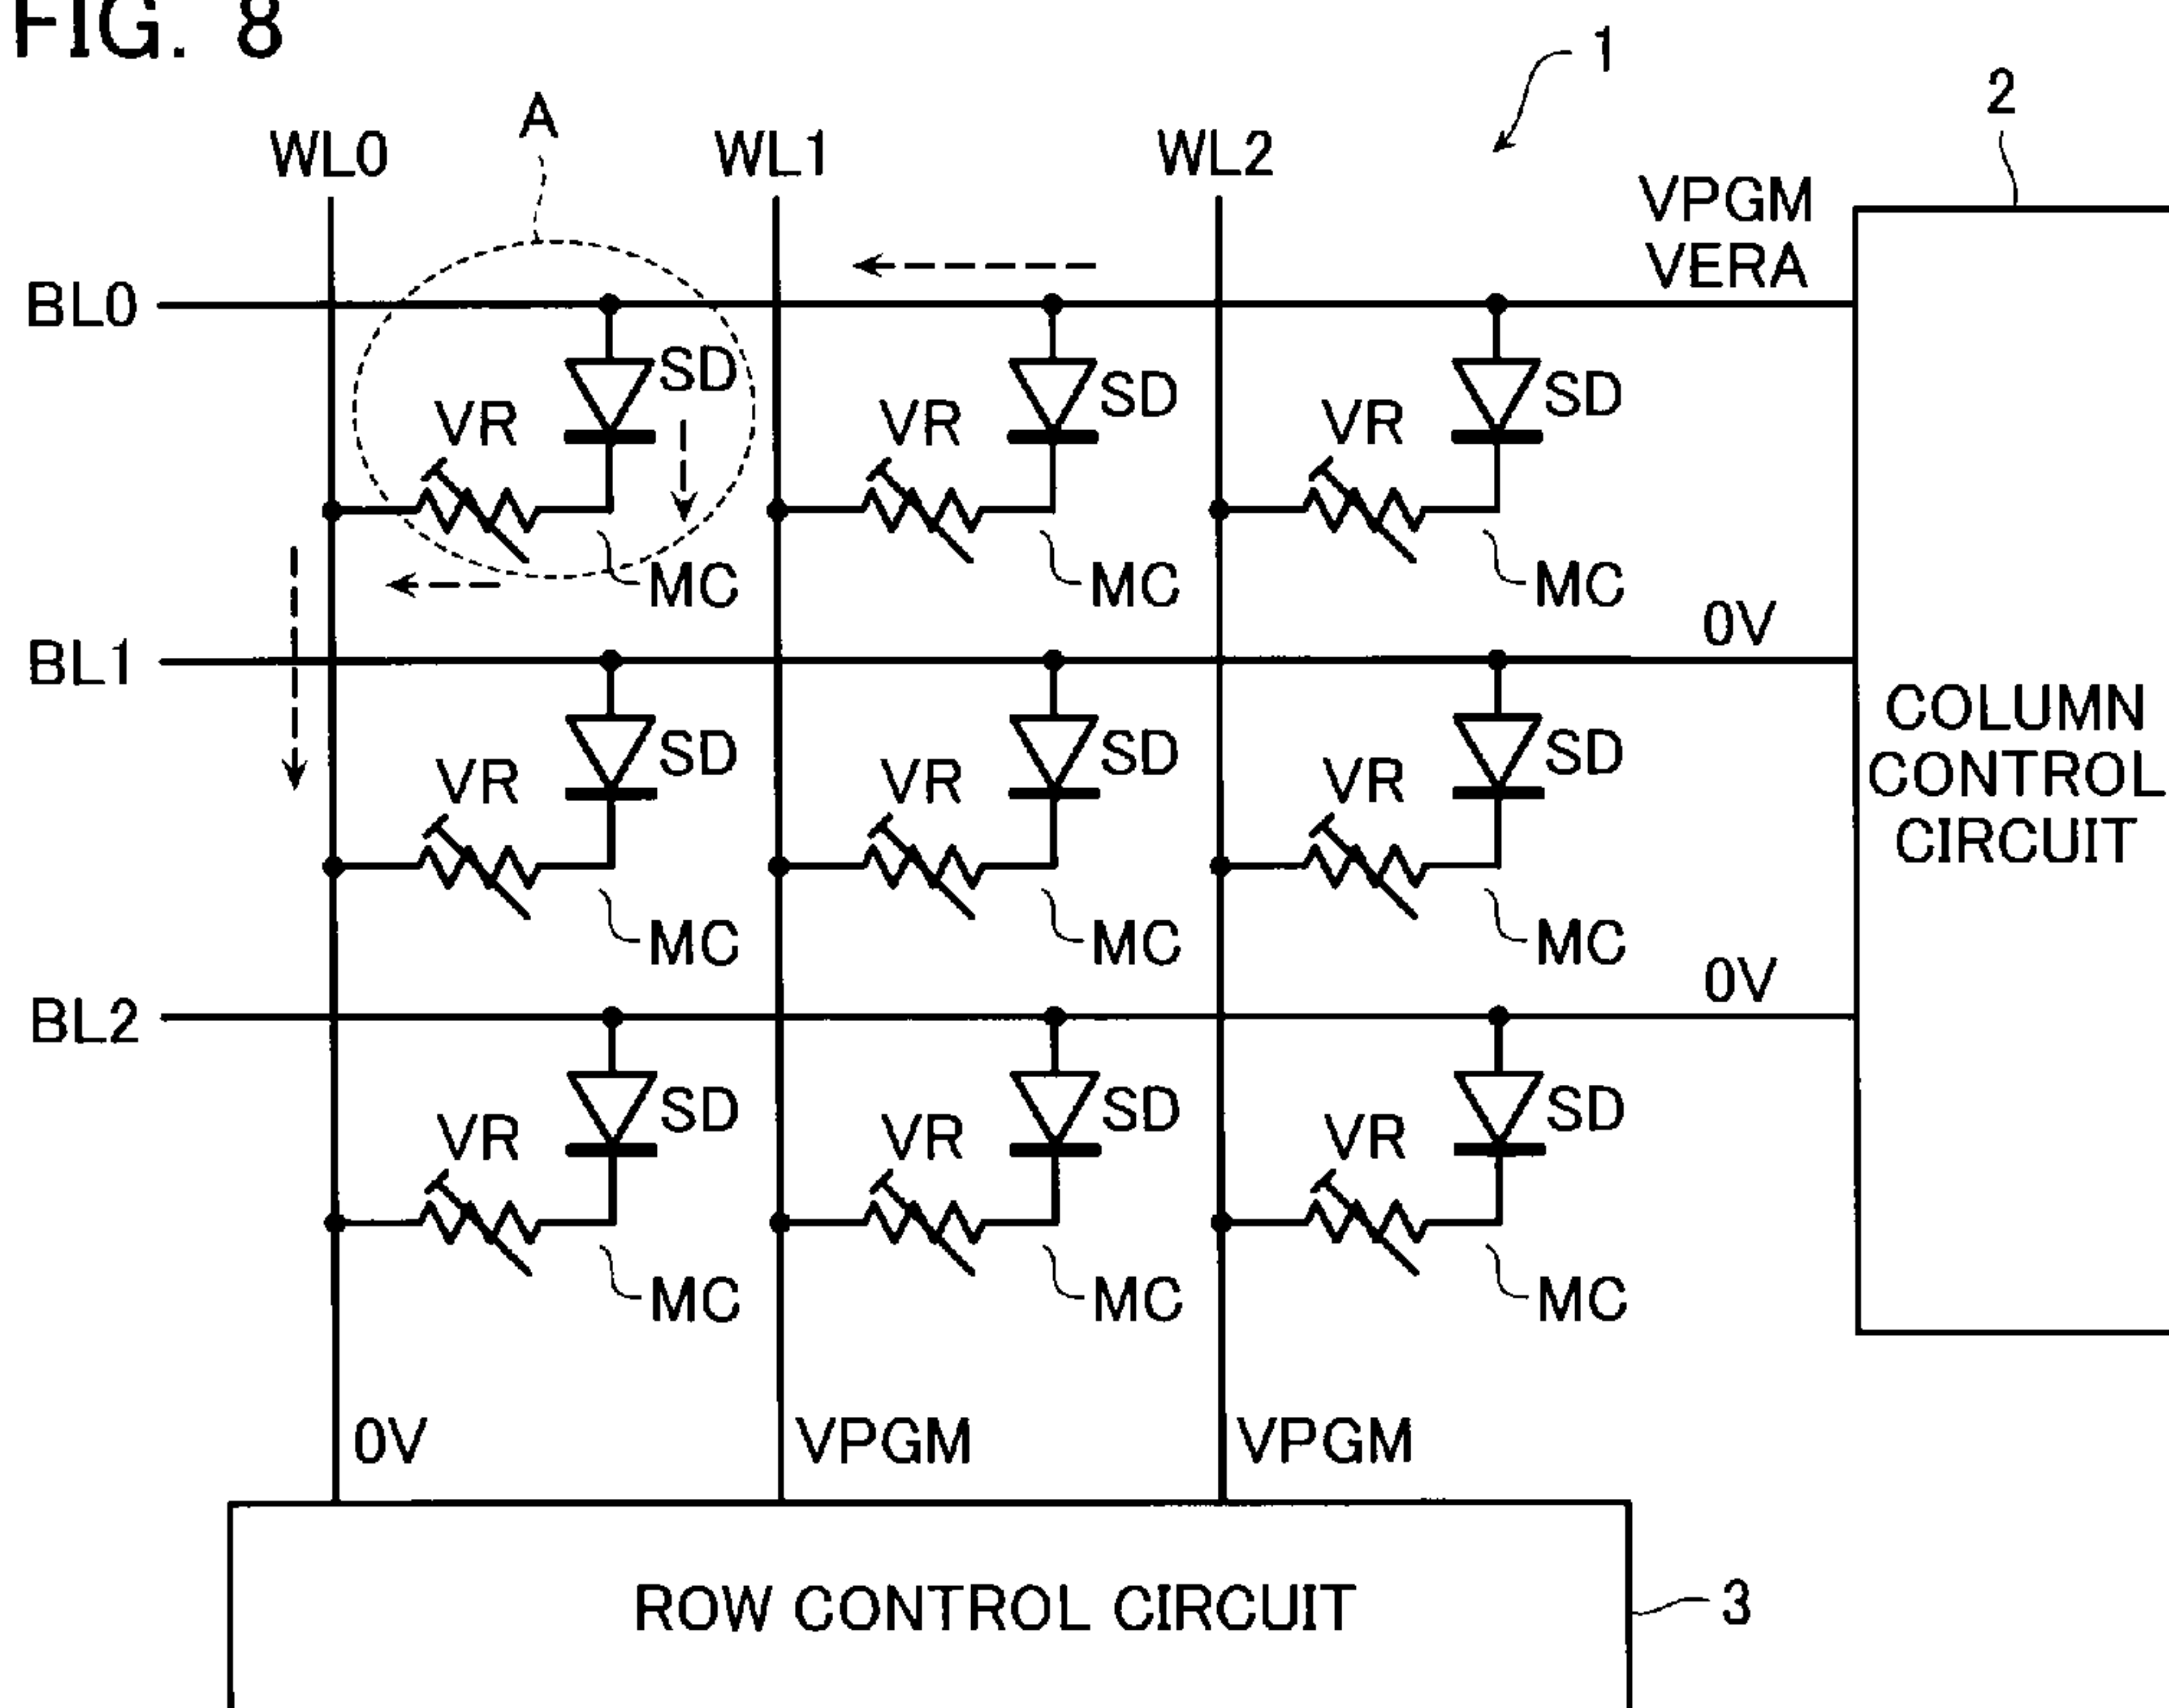 FIG. 8
1
2
A
WL0 WL1 WL2
VPGM
VERA
BL0
SD SD SD
VR VR VR
MC MC MC
0V
BL1
COLUMN
CONTROL
CIRCUIT
SD SD SD
VR VR VR
MC MC MC
0V
BL2
SD SD SD
VR VR VR
MC MC MC
0V VPGM VPGM
ROW CONTROL CIRCUIT
3